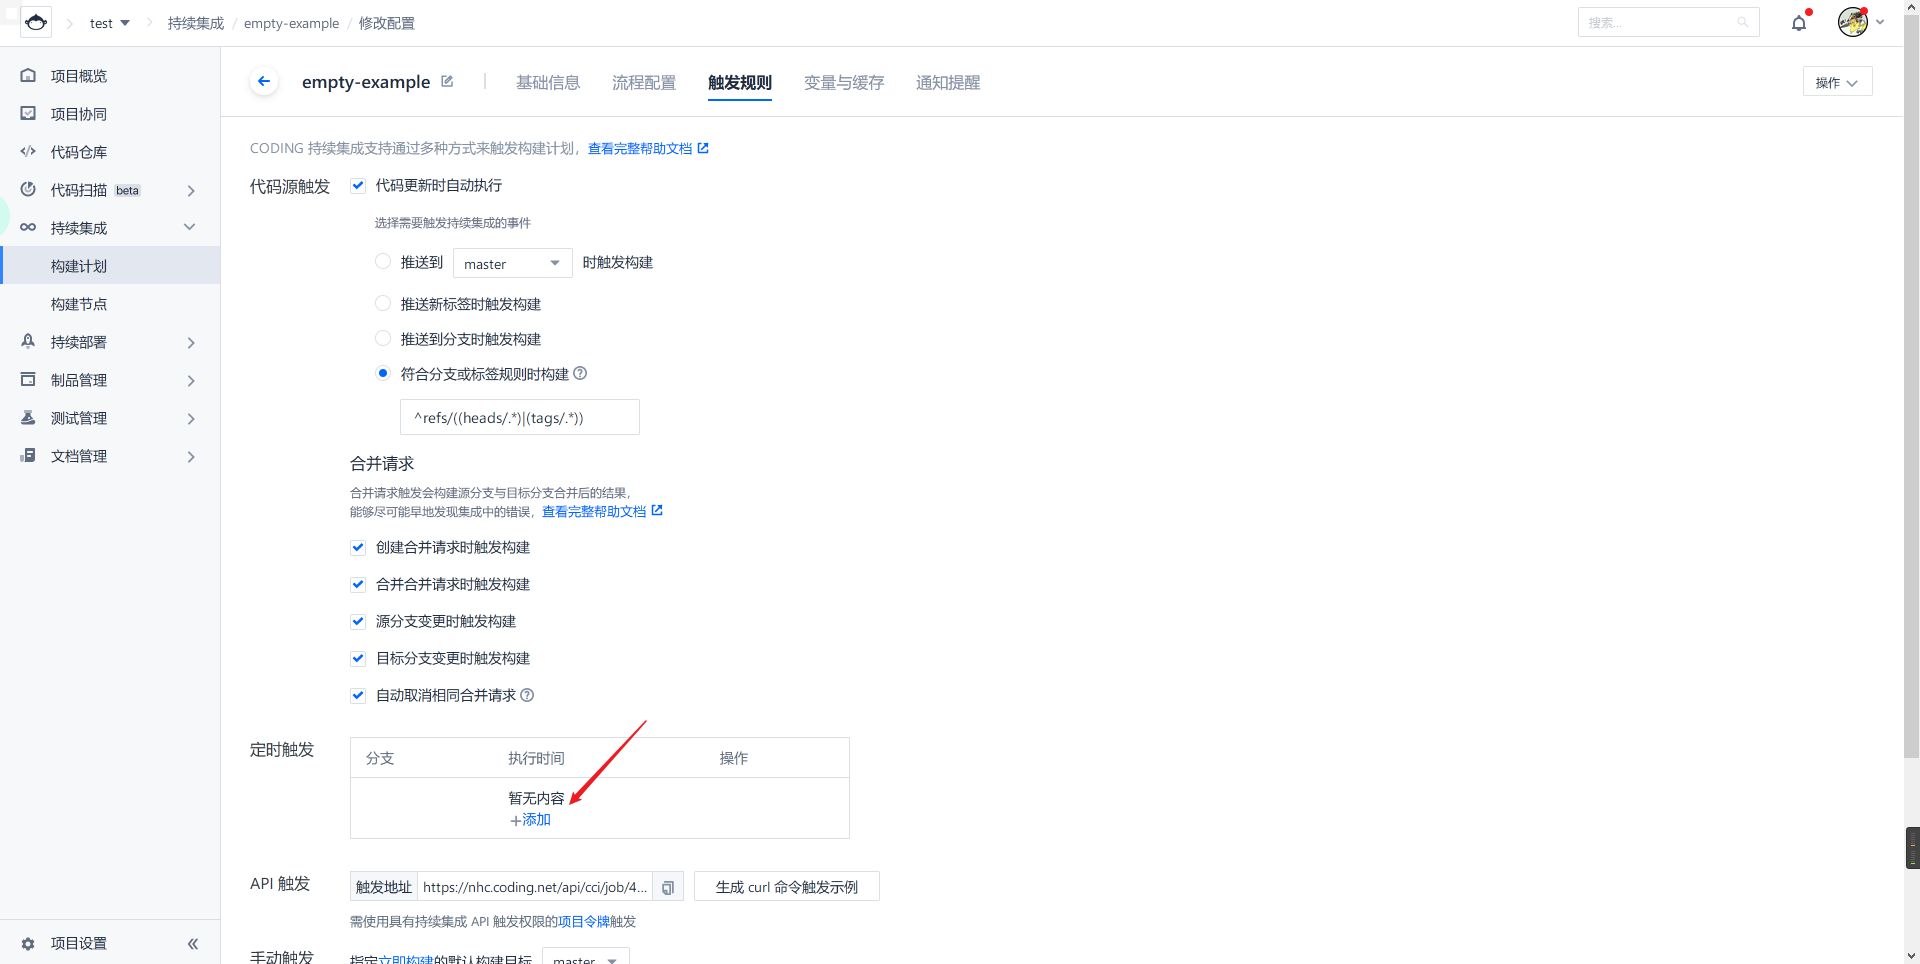 test
持续集成 / empty-example / 修改配置
搜索...
项目概览
项目协同
代码仓库
代码扫描 beta
持续集成
构建计划
构建节点
持续部署
制品管理
测试管理
文档管理
项目设置
empty-example
基础信息
流程配置
触发规则
变量与缓存
通知提醒
操作
CODING 持续集成支持通过多种方式来触发构建计划，查看完整帮助文档
代码源触发
代码更新时自动执行
选择需要触发持续集成的事件
推送到 master 时触发构建
推送新标签时触发构建
推送到分支时触发构建
符合分支或标签规则时构建
^refs/((heads/.*)|(tags/.*))
合并请求
合并请求触发会构建源分支与目标分支合并后的结果，
能够尽可能早地发现集成中的错误，查看完整帮助文档
创建合并请求时触发构建
合并合并请求时触发构建
源分支变更时触发构建
目标分支变更时触发构建
自动取消相同合并请求
定时触发
分支 执行时间 操作
暂无内容
+添加
API 触发
触发地址 https://nhc.coding.net/api/cci/job/4... 生成 curl 命令触发示例
需使用具有持续集成 API 触发权限的项目令牌触发
手动触发
指定立即构建的默认构建目标 master